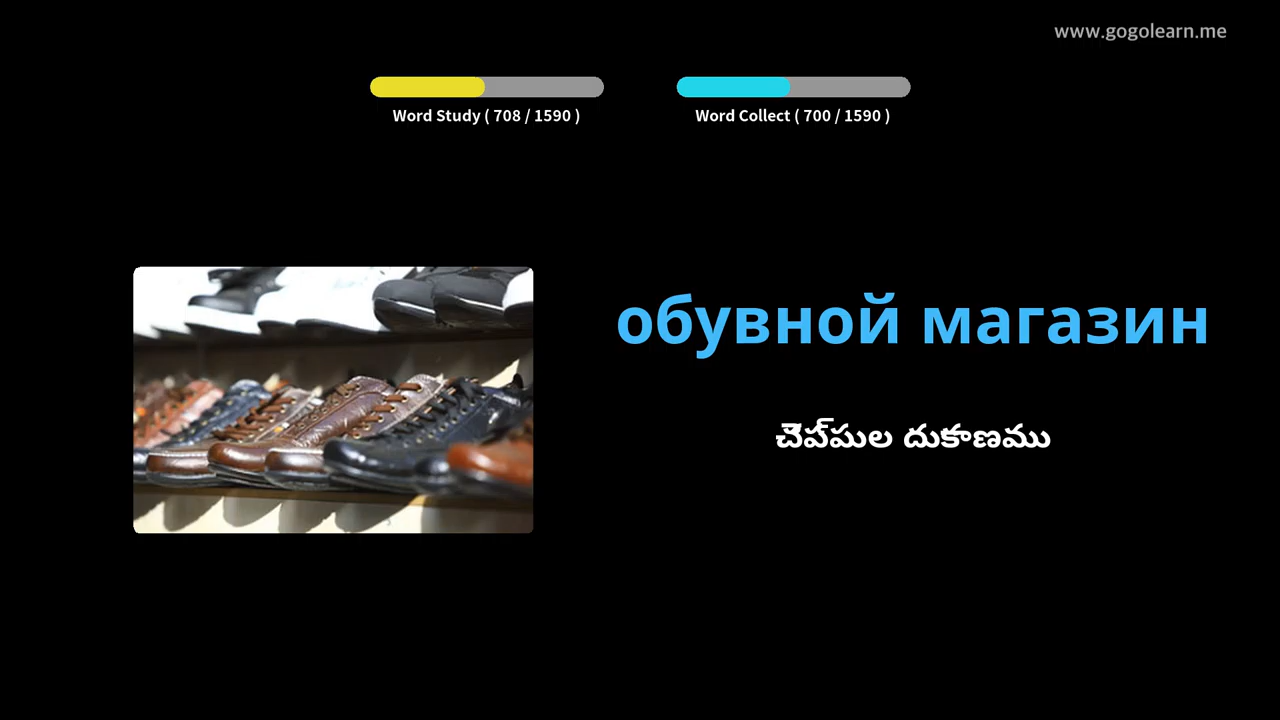 www.gogolearn.me
Word Study ( 708 / 1590 )
Word Collect ( 700 / 1590 )
обувной магазин
చెప్పుల దుకాణము